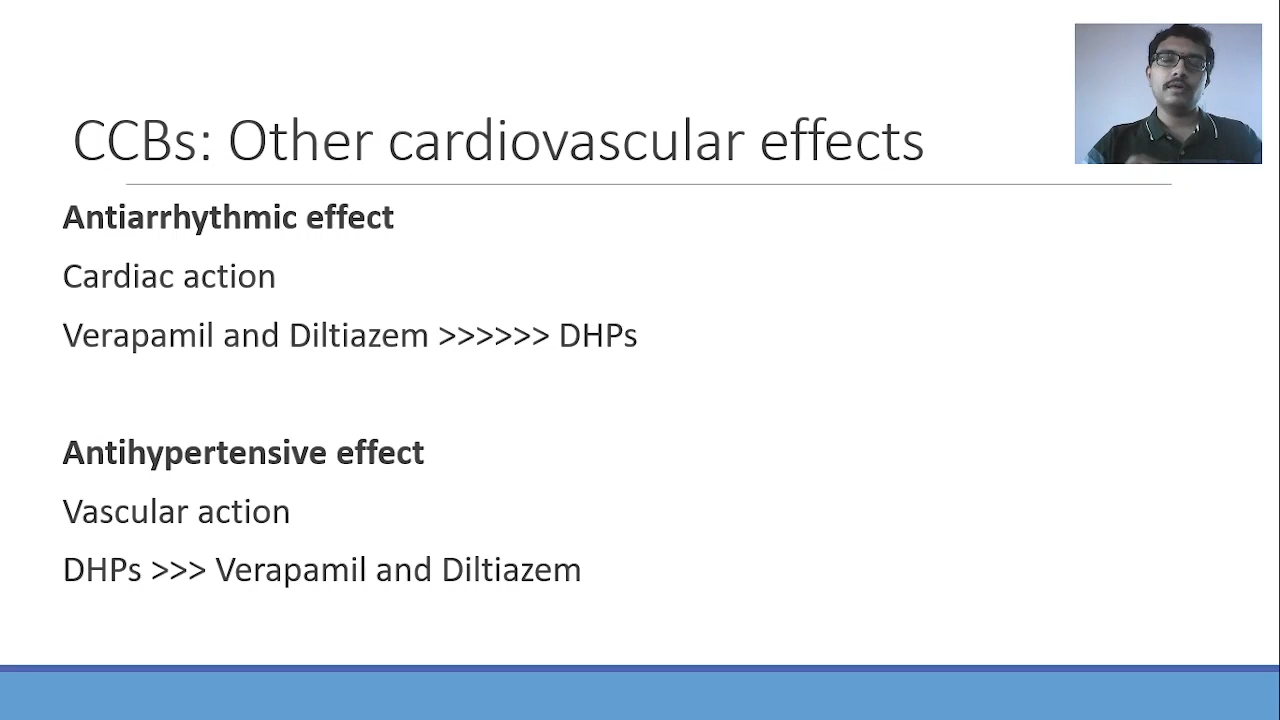 CCBs: Other cardiovascular effects
Antiarrhythmic effect
Cardiac action
Verapamil and Diltiazem >>>>>> DHPs
Antihypertensive effect
Vascular action
DHPs >>> Verapamil and Diltiazem